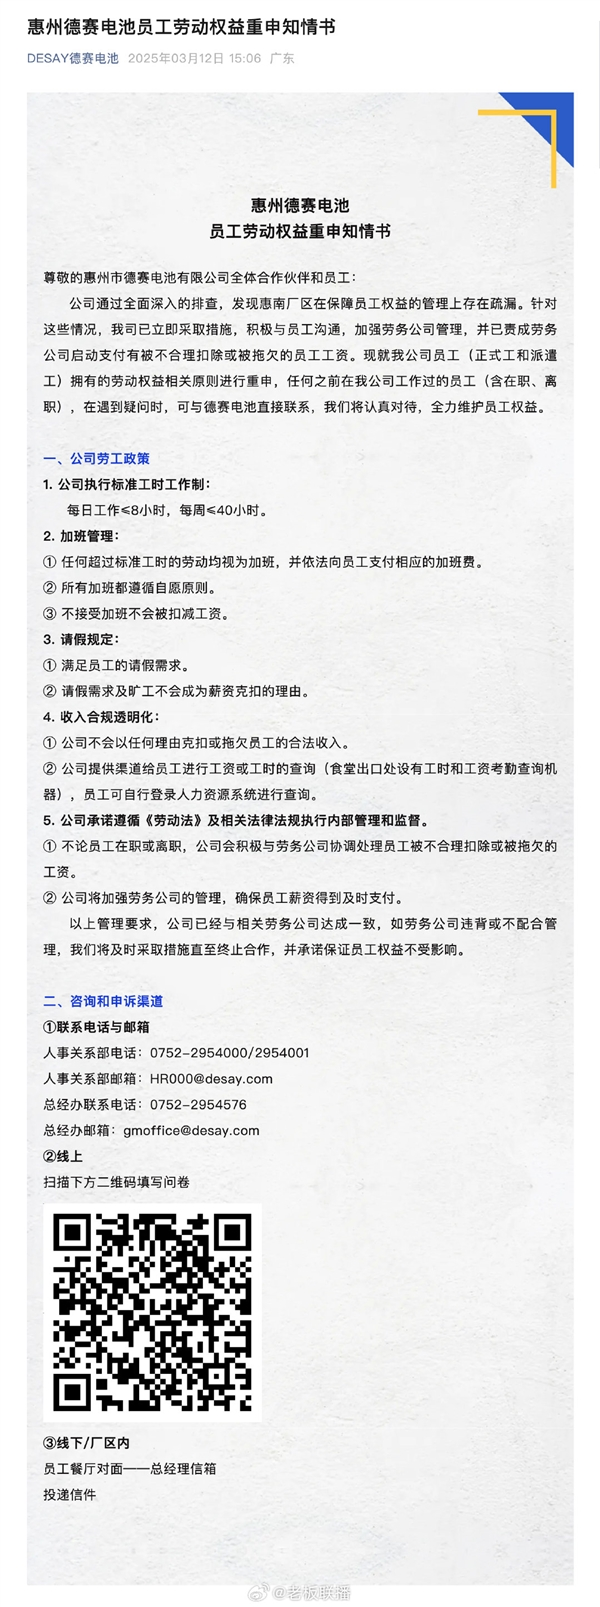 惠州德赛电池员工劳动权益重申知情书
DESAY德赛电池 2025年03月12日 15:06 广东
惠州德赛电池
员工劳动权益重申知情书
尊敬的惠州市德赛电池有限公司全体合作伙伴和员工：
公司通过全面深入的排查，发现惠南厂区在保障员工权益的管理上存在疏漏。针对
这些情况，我司已立即采取措施，积极与员工沟通，加强劳务公司管理，并已责成劳务
公司启动支付有被不合理扣除或被拖欠的员工工资。现就我公司员工（正式工和派遣
工）拥有的劳动权益相关原则进行重申，任何之前在我公司工作过的员工（含在职、离
职），在遇到疑问时，可与德赛电池直接联系，我们将认真对待，全力维护员工权益。
一、公司劳工政策
1. 公司执行标准工时工作制：
每日工作≤8小时，每周≤40小时。
2. 加班管理：
① 任何超过标准工时的劳动均视为加班，并依法向员工支付相应的加班费。
② 所有加班都遵循自愿原则。
③ 不接受加班不会被扣减工资。
3. 请假规定：
① 满足员工的请假需求。
② 请假需求及旷工不会成为薪资克扣的理由。
4. 收入合规透明化：
① 公司不会以任何理由克扣或拖欠员工的合法收入。
② 公司提供渠道给员工进行工资或工时的查询（食堂出口处设有工时和工资考勤查询机
器），员工可自行登录人力资源系统进行查询。
5. 公司承诺遵循《劳动法》及相关法律法规执行内部管理和监督。
① 不论员工在职或离职，公司会积极与劳务公司协调处理员工被不合理扣除或被拖欠的
工资。
② 公司将加强劳务公司的管理，确保员工薪资得到及时支付。
以上管理要求，公司已经与相关劳务公司达成一致，如劳务公司违背或不配合管
理，我们将及时采取措施直至终止合作，并承诺保证员工权益不受影响。
二、咨询和申诉渠道
①联系电话与邮箱
人事关系部电话：0752-2954000/2954001
人事关系部邮箱：HR000@desay.com
总经办联系电话：0752-2954576
总经办邮箱：gmoffice@desay.com
②线上
扫描下方二维码填写问卷
③线下/厂区内
员工餐厅对面——总经理信箱
投递信件
@老板联播